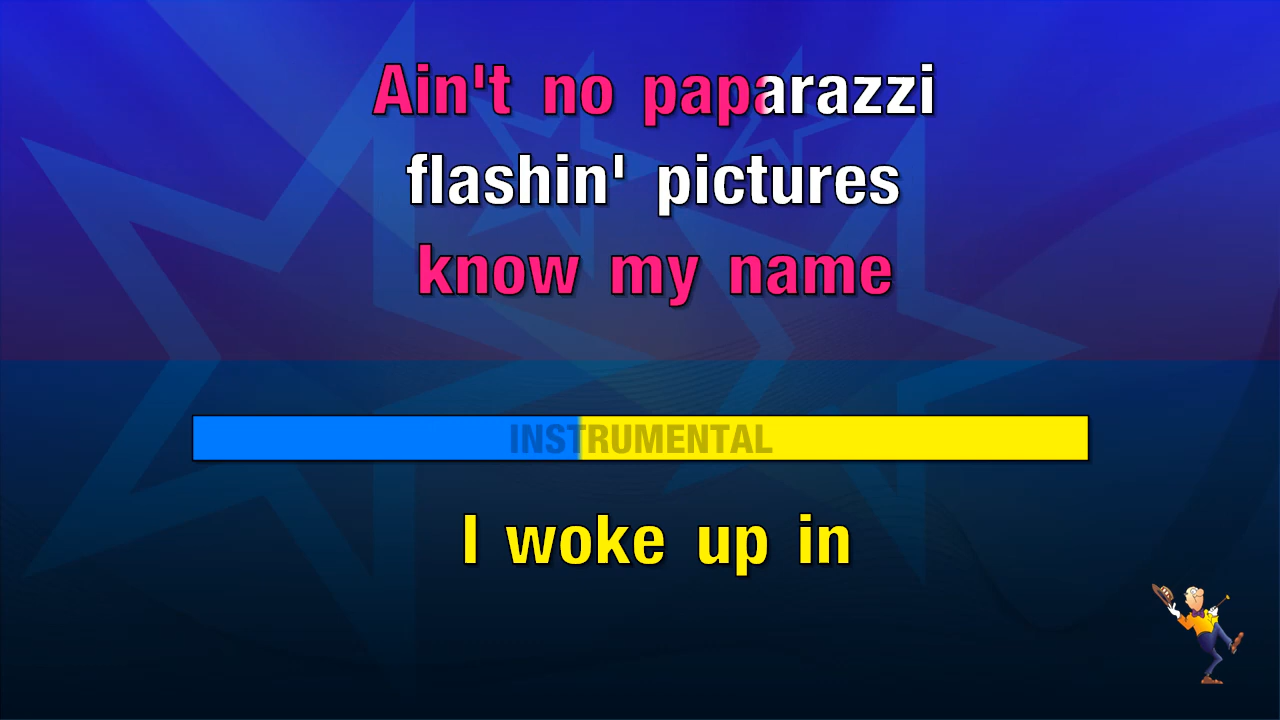 Ain't no paparazzi
flashin' pictures
know my name
INSTRUMENTAL
I woke up in